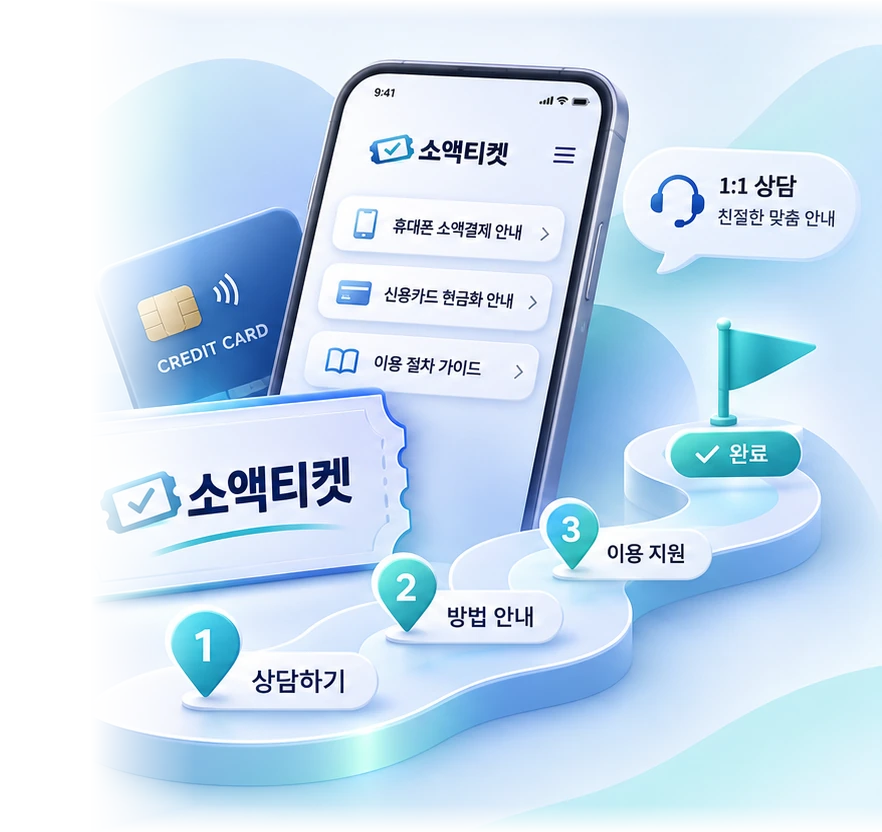 9:41
소액티켓
휴대폰 소액결제 안내
신용카드 현금화 안내
이용 절차 가이드
1:1 상담
친절한 맞춤 안내
CREDIT CARD
소액티켓
완료
3
이용 지원
2
방법 안내
1
상담하기